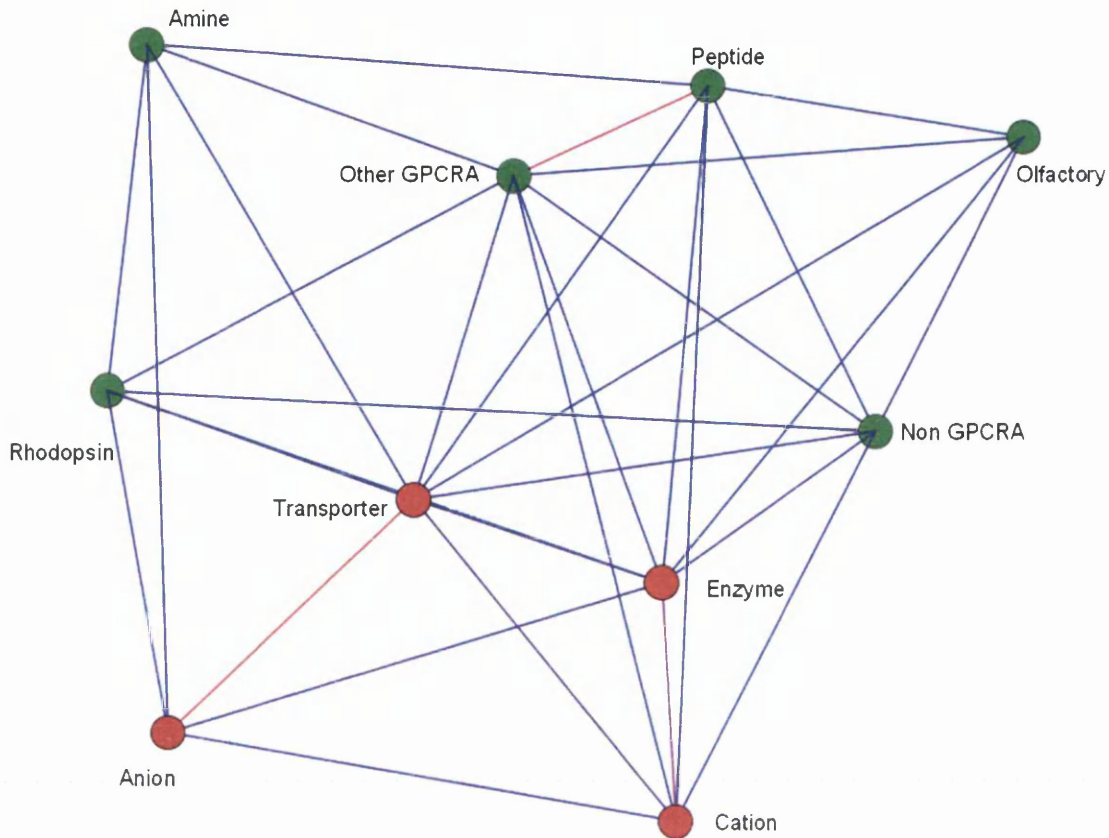 Amine
Peptide
Other GPCRA
Olfactory
Rhodopsin
Non GPCRA
Transporter
Enzyme
Anion
Cation